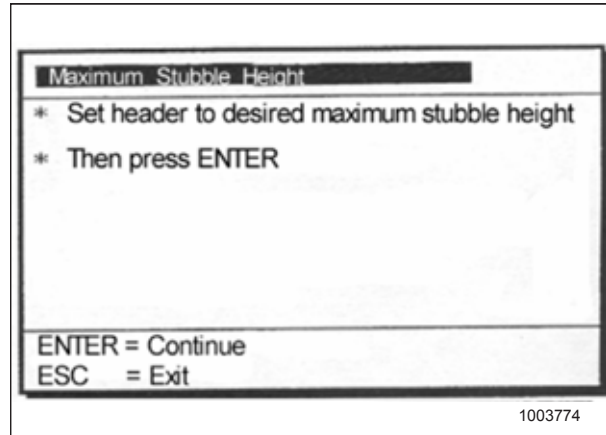 Maximum Stubble Height
* Set header to desired maximum stubble height
* Then press ENTER
ENTER = Continue
ESC = Exit
1003774